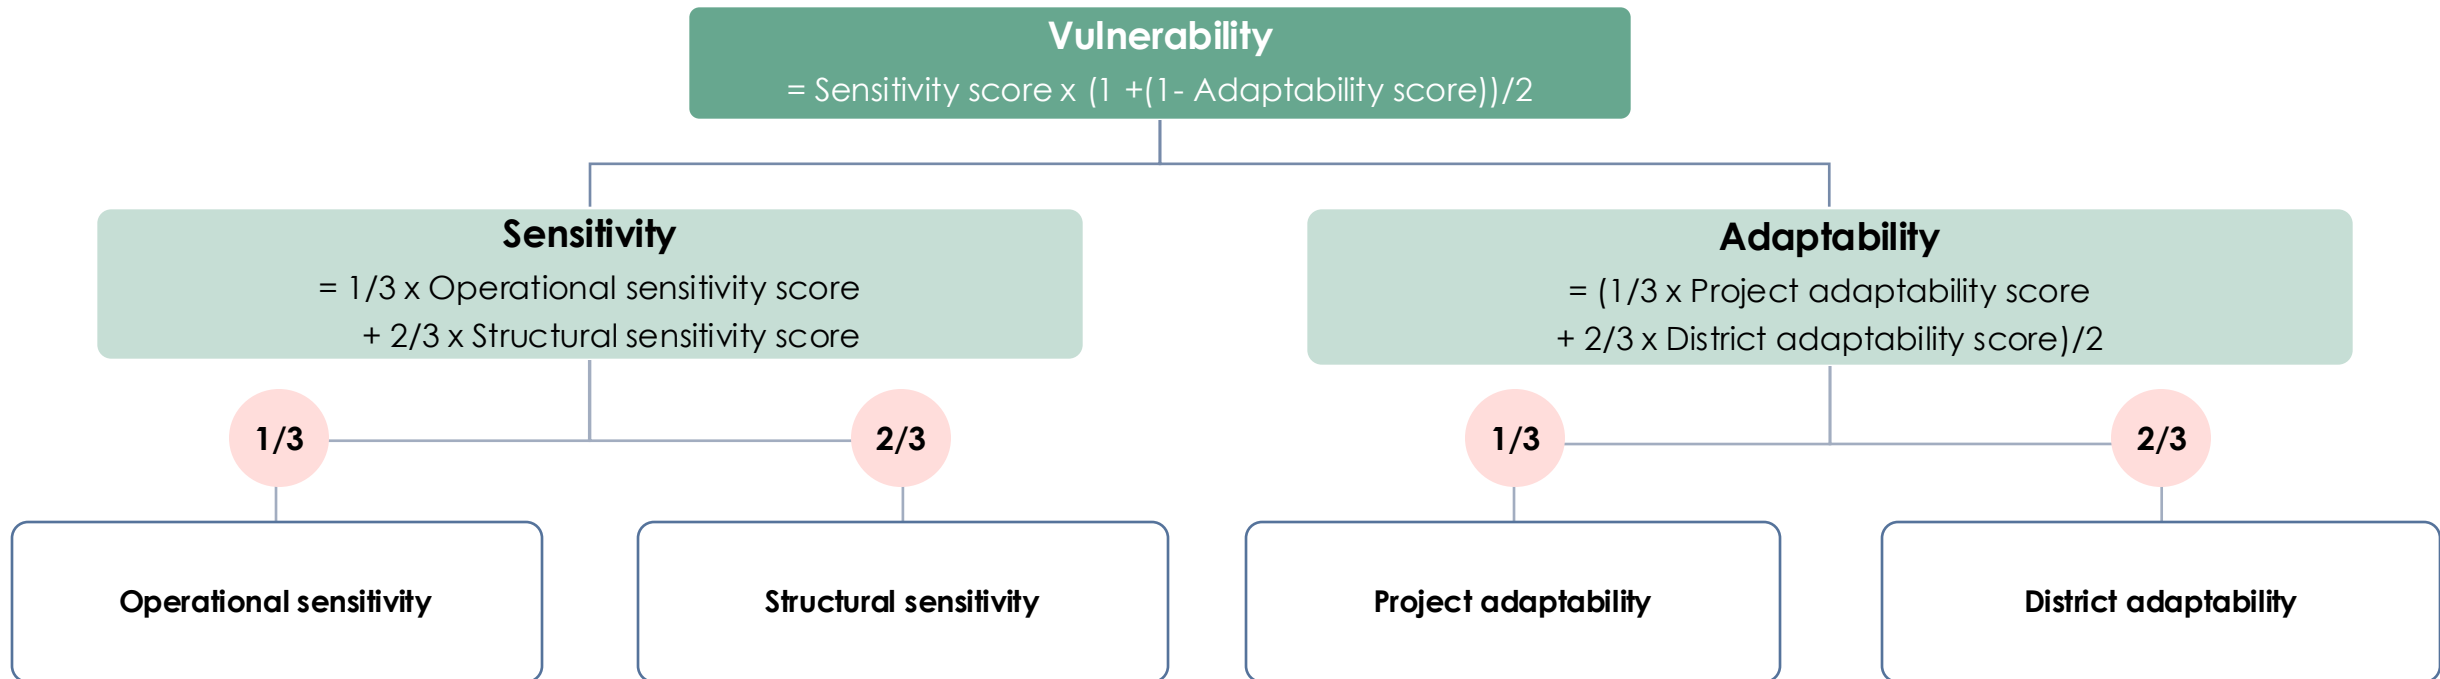 Vulnerability
= Sensitivity score x (1 +(1- Adaptability score))/2
Sensitivity
= 1/3 x Operational sensitivity score
+ 2/3 x Structural sensitivity score
Adaptability
= (1/3 x Project adaptability score
+ 2/3 x District adaptability score)/2
1/3
2/3
1/3
2/3
Operational sensitivity
Structural sensitivity
Project adaptability
District adaptability